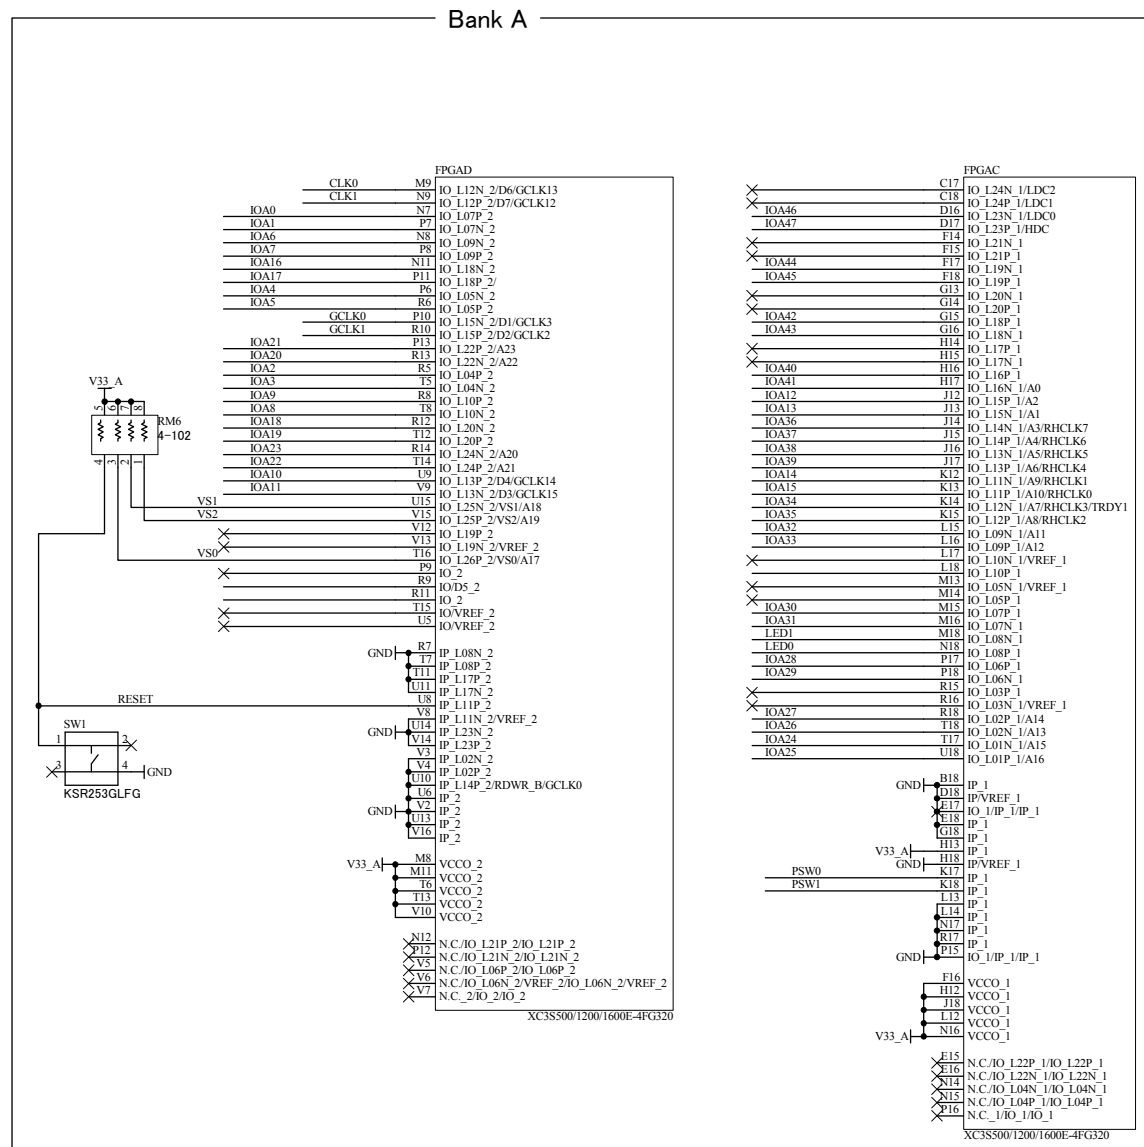 Bank A
FPGAD
CLK0 M9 IO_L12N_2/D6/GCLK13
CLK1 N9 IO_L12P_2/D7/GCLK12
IOA0 N7 IO_L07P_2
IOA1 P7 IO_L07N_2
IOA6 N8 IO_L09N_2
IOA7 P8 IO_L09P_2
IOA16 N11 IO_L18N_2
IOA17 P11 IO_L18P_2/
IOA4 P6 IO_L05N_2
IOA5 R6 IO_L05P_2
GCLK0 P10 IO_L15N_2/D1/GCLK3
GCLK1 R10 IO_L15P_2/D2/GCLK2
IOA21 P13 IO_L22P_2/A23
IOA20 R13 IO_L22N_2/A22
IOA2 R5 IO_L04P_2
IOA3 T5 IO_L04N_2
IOA9 R8 IO_L10P_2
IOA8 T8 IO_L10N_2
IOA18 R12 IO_L20N_2
IOA19 T12 IO_L20P_2
IOA23 R14 IO_L24N_2/A20
IOA22 T14 IO_L24P_2/A21
IOA10 U9 IO_L13P_2/D4/GCLK14
IOA11 V9 IO_L13N_2/D3/GCLK15
VS1 U15 IO_L25N_2/VS1/A18
VS2 V15 IO_L25P_2/VS2/A19
V12 IO_L19P_2
V13 IO_L19N_2/VREF_2
VS0 T16 IO_L26P_2/VS0/A17
P9 IO_2
R9 IO/D5_2
R11 IO_2
T15 IO/VREF_2
U5 IO/VREF_2
GND R7 IP_L08N_2
T7 IP_L08P_2
T11 IP_L17P_2
U11 IP_L17N_2
RESET U8 IP_L11P_2
V8 IP_L11N_2/VREF_2
GND U14 IP_L23N_2
V14 IP_L23P_2
V3 IP_L02N_2
V4 IP_L02P_2
U10 IP_L14P_2/RDWR_B/GCLK0
U6 IP_2
GND V2 IP_2
U13 IP_2
V16 IP_2
V33_A M8 VCCO_2
M11 VCCO_2
T6 VCCO_2
T13 VCCO_2
V10 VCCO_2
N12 N.C./IO_L21P_2/IO_L21P_2
P12 N.C./IO_L21N_2/IO_L21N_2
V5 N.C./IO_L06P_2/IO_L06P_2
V6 N.C./IO_L06N_2/VREF_2/IO_L06N_2/VREF_2
V7 N.C._2/IO_2/IO_2
XC3S500/1200/1600E-4FG320
V33_A
5 6 7 8
RM6
4-102
4 3 2 1
SW1
1 2
3 4 GND
KSR253GLFG
FPGAC
C17 IO_L24N_1/LDC2
C18 IO_L24P_1/LDC1
IOA46 D16 IO_L23N_1/LDC0
IOA47 D17 IO_L23P_1/HDC
F14 IO_L21N_1
F15 IO_L21P_1
IOA44 F17 IO_L19N_1
IOA45 F18 IO_L19P_1
G13 IO_L20N_1
G14 IO_L20P_1
IOA42 G15 IO_L18P_1
IOA43 G16 IO_L18N_1
H14 IO_L17P_1
H15 IO_L17N_1
IOA40 H16 IO_L16P_1
IOA41 H17 IO_L16N_1/A0
IOA12 J12 IO_L15P_1/A2
IOA13 J13 IO_L15N_1/A1
IOA36 J14 IO_L14N_1/A3/RHCLK7
IOA37 J15 IO_L14P_1/A4/RHCLK6
IOA38 J16 IO_L13N_1/A5/RHCLK5
IOA39 J17 IO_L13P_1/A6/RHCLK4
IOA14 K12 IO_L11N_1/A9/RHCLK1
IOA15 K13 IO_L11P_1/A10/RHCLK0
IOA34 K14 IO_L12N_1/A7/RHCLK3/TRDY1
IOA35 K15 IO_L12P_1/A8/RHCLK2
IOA32 L15 IO_L09N_1/A11
IOA33 L16 IO_L09P_1/A12
L17 IO_L10N_1/VREF_1
L18 IO_L10P_1
M13 IO_L05N_1/VREF_1
M14 IO_L05P_1
IOA30 M15 IO_L07P_1
IOA31 M16 IO_L07N_1
LED1 M18 IO_L08N_1
LED0 N18 IO_L08P_1
IOA28 P17 IO_L06P_1
IOA29 P18 IO_L06N_1
R15 IO_L03P_1
R16 IO_L03N_1/VREF_1
IOA27 R18 IO_L02P_1/A14
IOA26 T18 IO_L02N_1/A13
IOA24 T17 IO_L01N_1/A15
IOA25 U18 IO_L01P_1/A16
GND B18 IP_1
D18 IP/VREF_1
E17 IO_1/IP_1/IP_1
E18 IP_1
G18 IP_1
V33_A H13 IP_1
GND H18 IP/VREF_1
PSW0 K17 IP_1
PSW1 K18 IP_1
L13 IP_1
L14 IP_1
N17 IP_1
R17 IP_1
GND P15 IO_1/IP_1/IP_1
F16 VCCO_1
H12 VCCO_1
J18 VCCO_1
L12 VCCO_1
V33_A N16 VCCO_1
E15 N.C./IO_L22P_1/IO_L22P_1
E16 N.C./IO_L22N_1/IO_L22N_1
N14 N.C./IO_L04N_1/IO_L04N_1
N15 N.C./IO_L04P_1/IO_L04P_1
P16 N.C._1/IO_1/IO_1
XC3S500/1200/1600E-4FG320